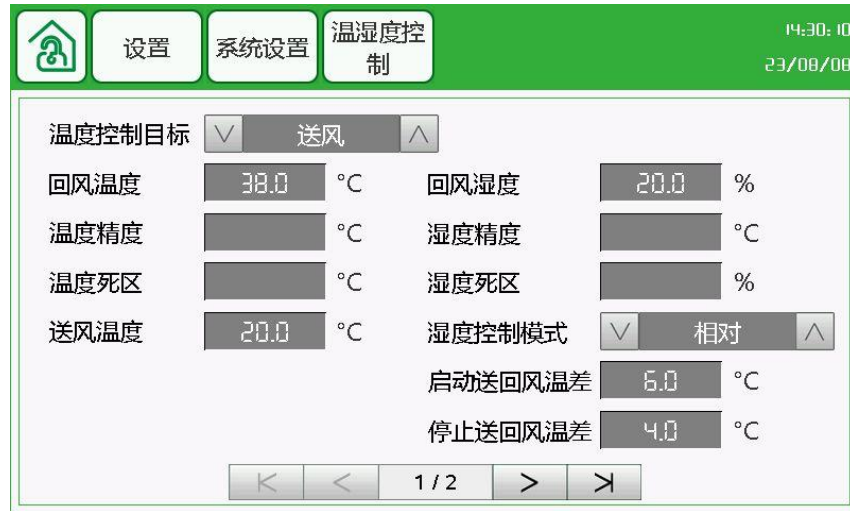 设置
系统设置
温湿度控
制
14:30:10
23/08/08
温度控制目标 送风
回风温度 38.0 °C 回风湿度 20.0 %
温度精度 °C 湿度精度 °C
温度死区 °C 湿度死区 %
送风温度 20.0 °C 湿度控制模式 相对
启动送回风温差 6.0 °C
停止送回风温差 4.0 °C
1 / 2